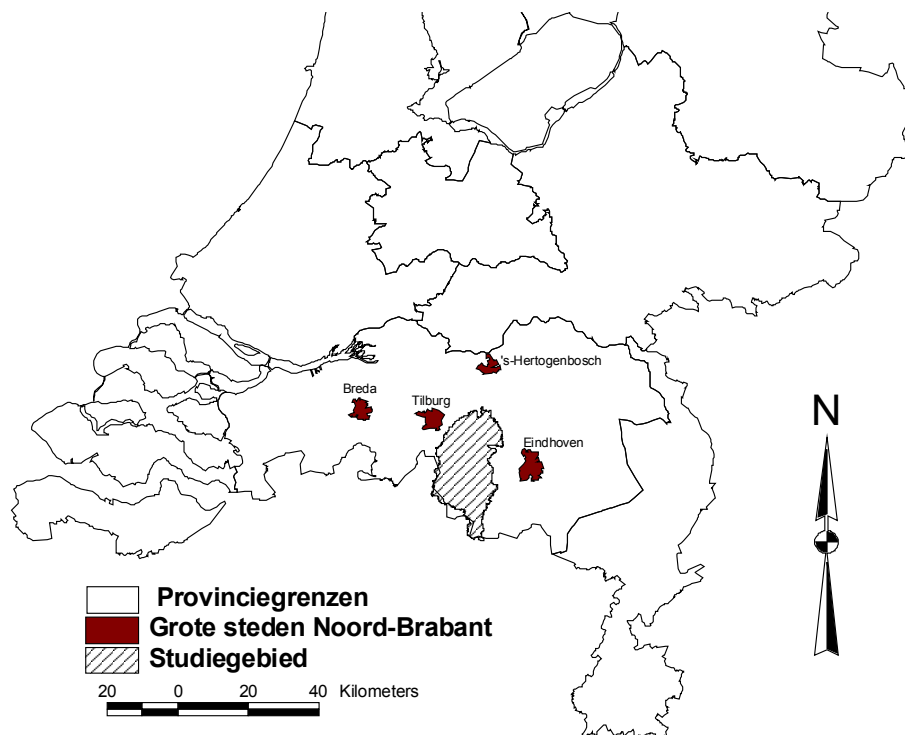 's-Hertogenbosch
Breda
Tilburg
Eindhoven
N
Provinciegrenzen
Grote steden Noord-Brabant
Studiegebied
20 0 20 40 Kilometers